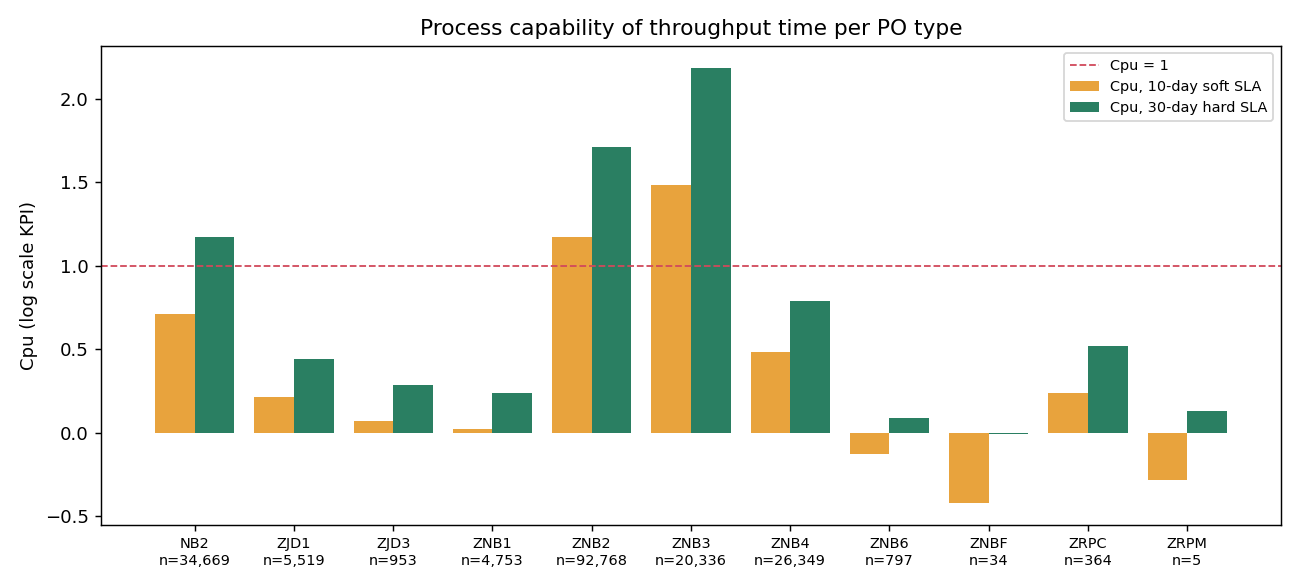 Process capability of throughput time per PO type
Cpu = 1
Cpu, 10-day soft SLA
Cpu, 30-day hard SLA
Cpu (log scale KPI)
2.0
1.5
1.0
0.5
0.0
−0.5
NB2 ZJD1 ZJD3 ZNB1 ZNB2 ZNB3 ZNB4 ZNB6 ZNBF ZRPC ZRPM
n=34,669 n=5,519 n=953 n=4,753 n=92,768 n=20,336 n=26,349 n=797 n=34 n=364 n=5